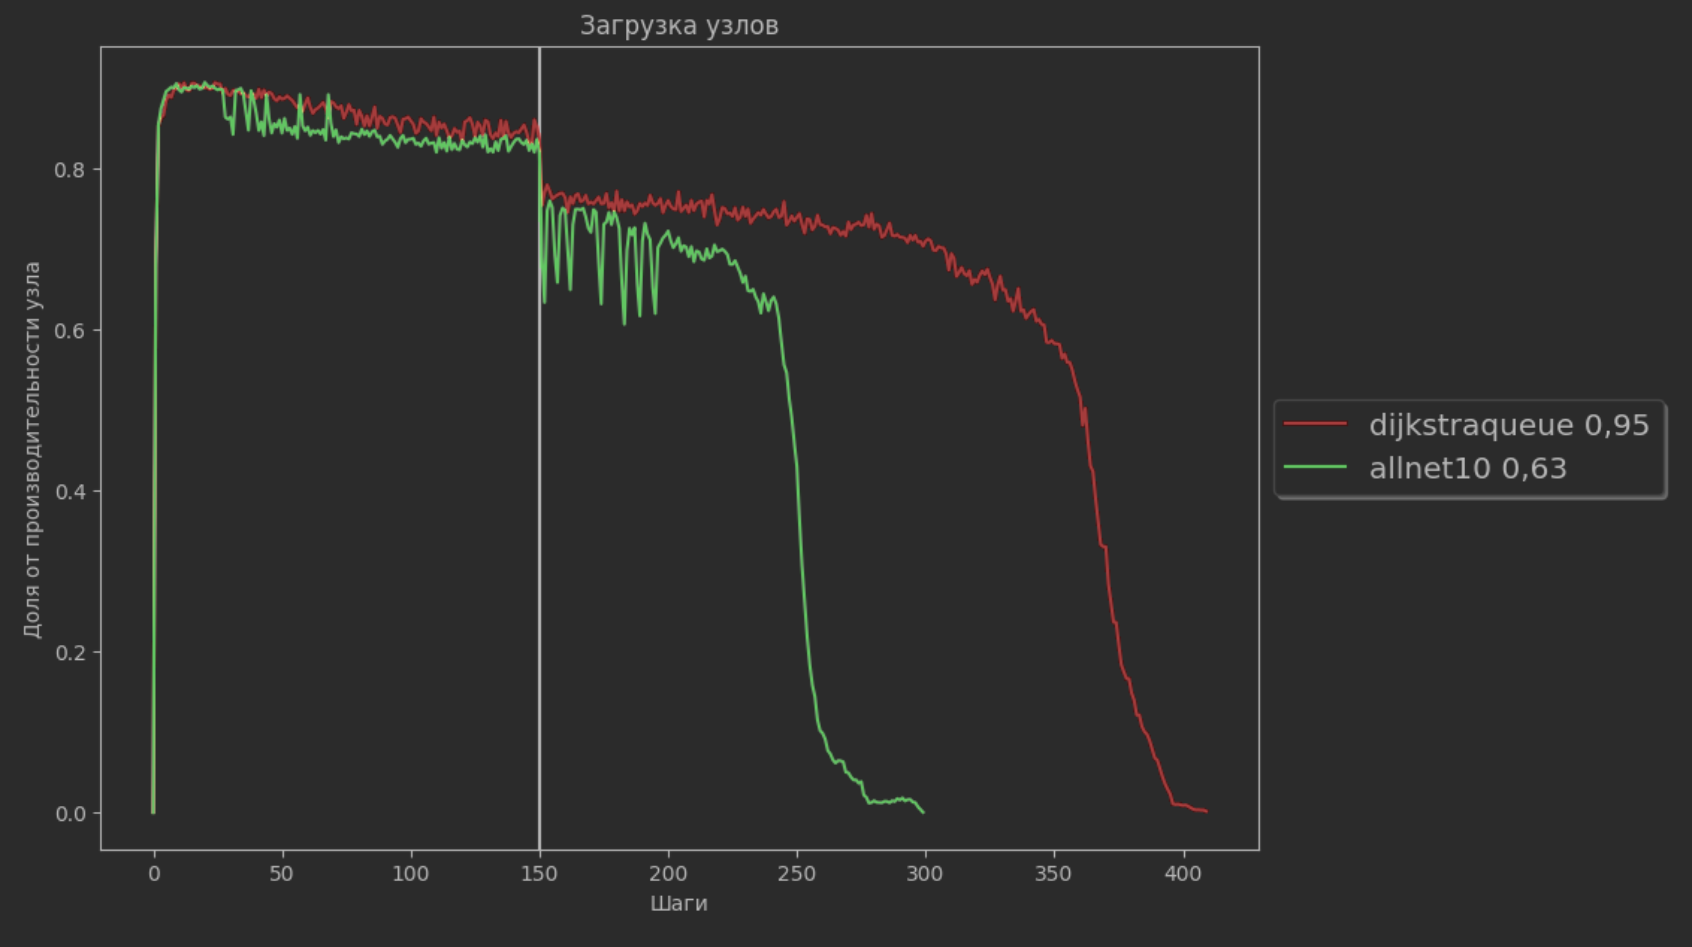 Загрузка узлов
Доля от производительности узла
0.8
0.6
0.4
0.2
0.0
0 50 100 150 200 250 300 350 400
Шаги
dijkstraqueue 0,95
allnet10 0,63